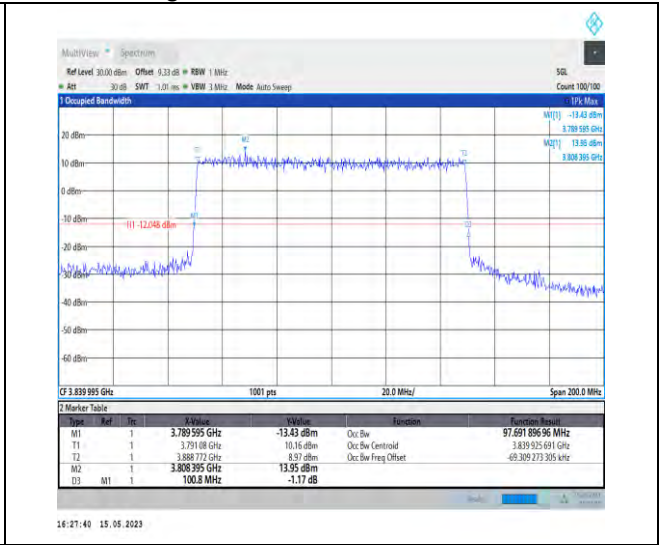 MultiView Spectrum
Ref Level 30.00 dBm Offset 9.33 dB RBW 1 MHz SGL
Att 30 dB SWT 1.01 ms VBW 3 MHz Mode Auto Sweep Count 100/100
1 Occupied Bandwidth 1Pk Max
M1[1] -13.43 dBm
3.789 595 GHz
M2[1] 13.95 dBm
3.808 395 GHz
20 dBm
M2
T1
T2
10 dBm
0 dBm
-10 dBm
M1
H1 -12.048 dBm
D3
-20 dBm
-30 dBm
-40 dBm
-50 dBm
-60 dBm
CF 3.839 995 GHz 1001 pts 20.0 MHz/ Span 200.0 MHz
2 Marker Table
Type Ref Trc X-Value Y-Value Function Function Result
M1 1 3.789 595 GHz -13.43 dBm Occ Bw 97.691 896 96 MHz
T1 1 3.791 08 GHz 10.16 dBm Occ Bw Centroid 3.839 925 691 GHz
T2 1 3.888 772 GHz 8.97 dBm Occ Bw Freq Offset -69.309 273 305 kHz
M2 1 3.808 395 GHz 13.95 dBm
D3 M1 1 100.8 MHz -1.17 dB
16:27:40 15.05.2023